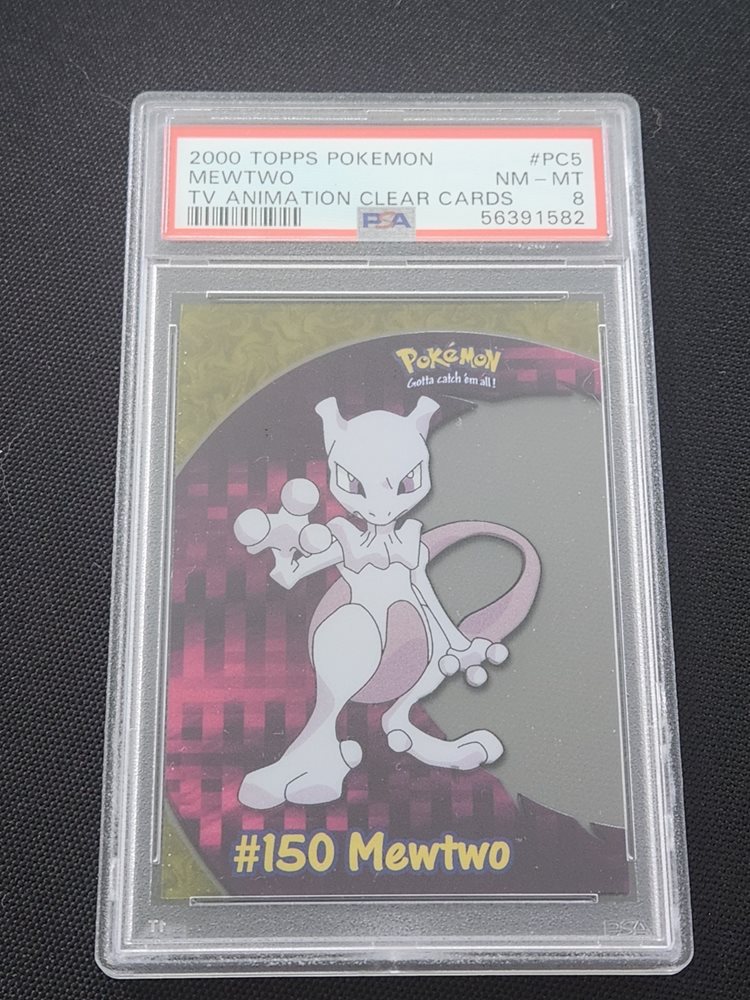 2000 TOPPS POKEMON #PC5
MEWTWO NM - MT
TV ANIMATION CLEAR CARDS 8
PSA 56391582
POKéMON
Gotta catch 'em all!
#150 Mewtwo
PSA